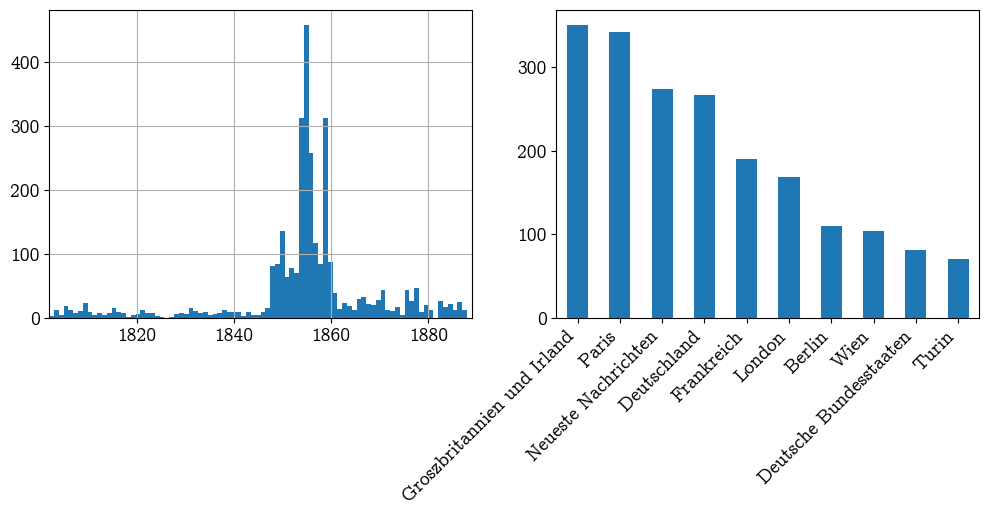 400
300
200
100
0
1820
1840
1860
1880
300
200
100
0
Groszbritannien und Irland
Paris
Neueste Nachrichten
Deutschland
Frankreich
London
Berlin
Wien
Deutsche Bundesstaaten
Turin